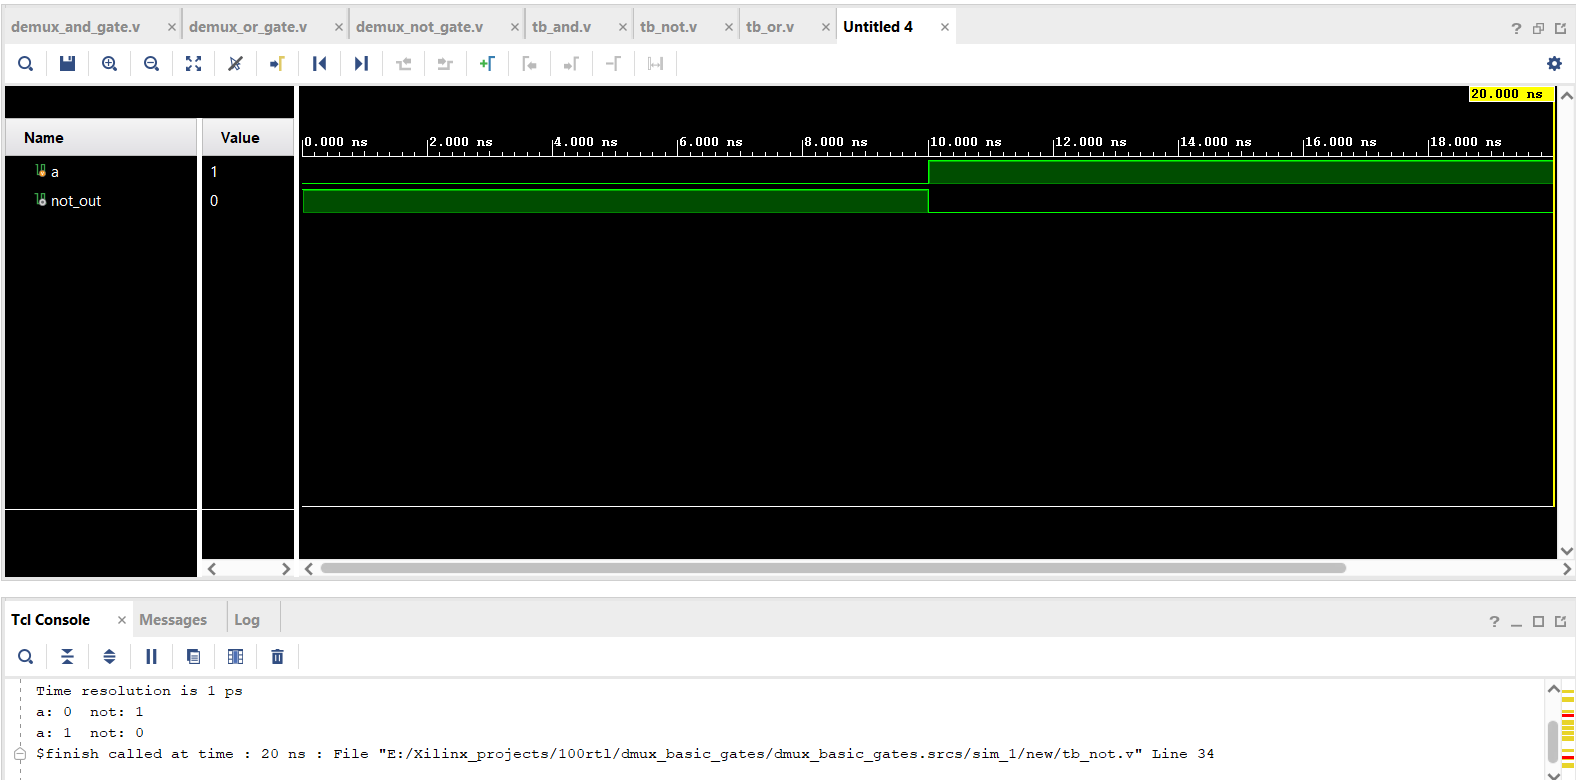 demux_and_gate.v × demux_or_gate.v × demux_not_gate.v × tb_and.v × tb_not.v × tb_or.v × Untitled 4 × ?
20.000 ns
Name Value
0.000 ns 2.000 ns 4.000 ns 6.000 ns 8.000 ns 10.000 ns 12.000 ns 14.000 ns 16.000 ns 18.000 ns
a 1
not_out 0
Tcl Console × Messages Log ?
Time resolution is 1 ps
a: 0 not: 1
a: 1 not: 0
$finish called at time : 20 ns : File "E:/Xilinx_projects/100rtl/dmux_basic_gates/dmux_basic_gates.srcs/sim_1/new/tb_not.v" Line 34